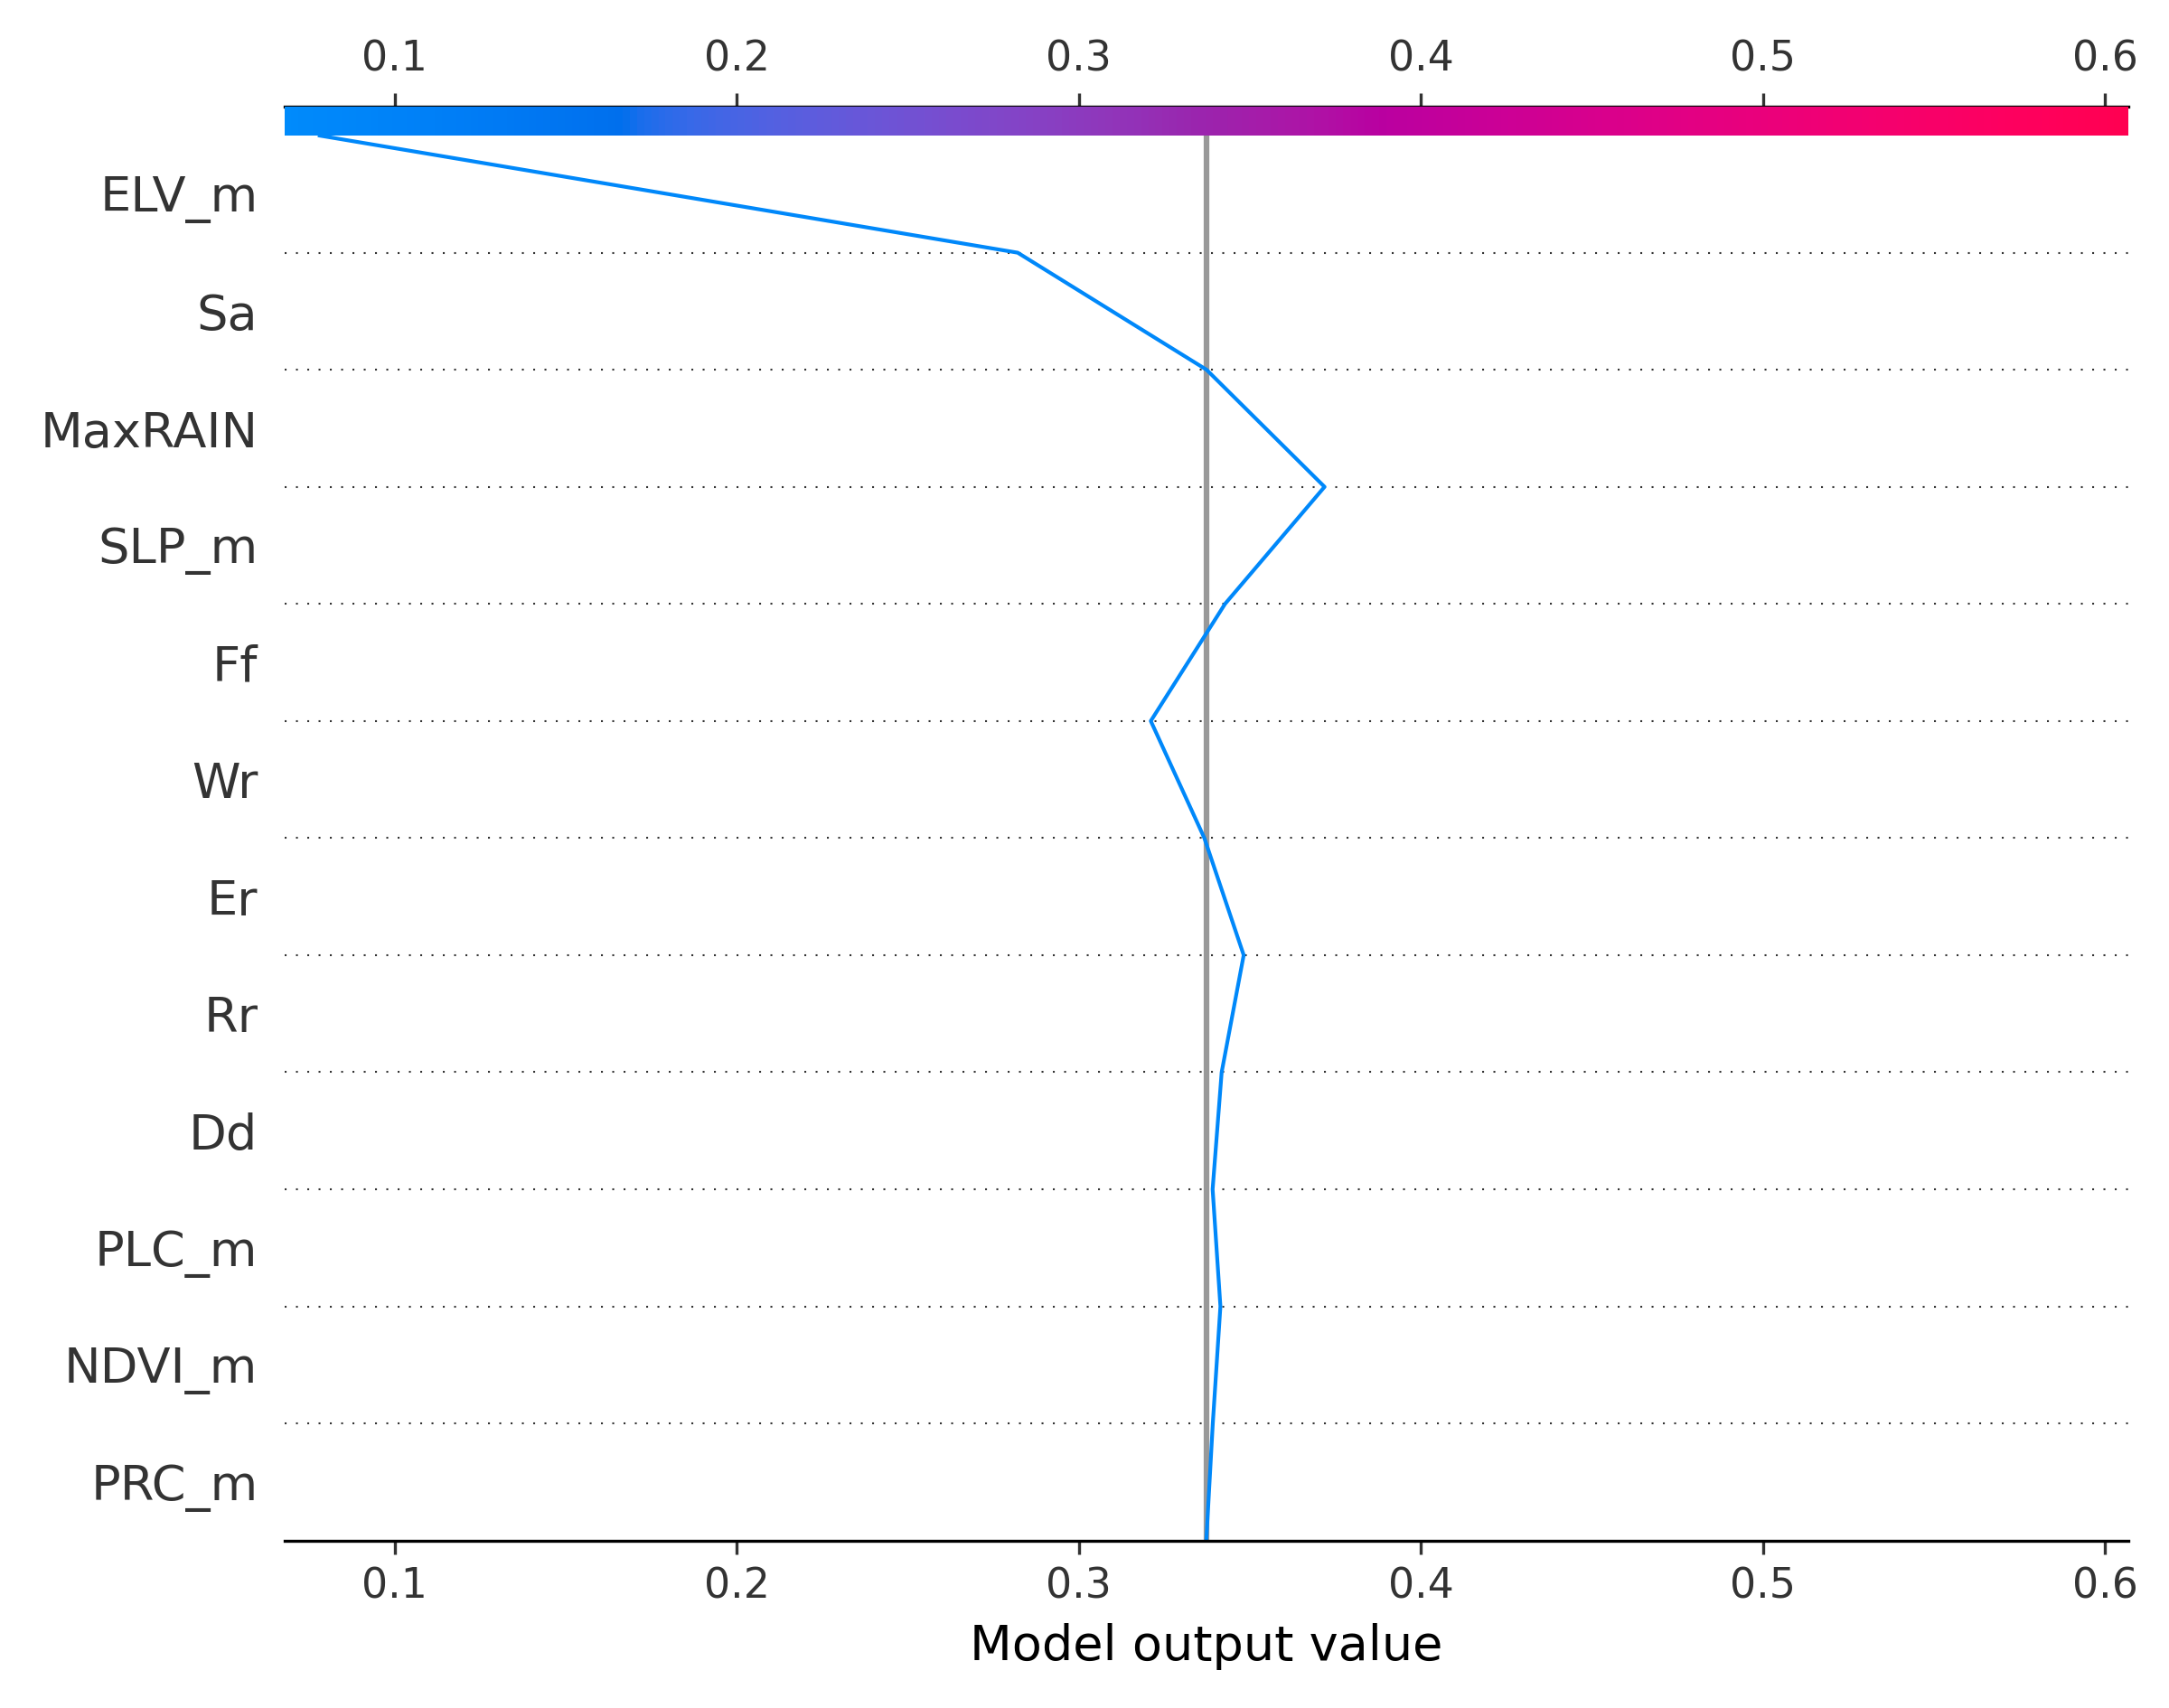 0.1 0.2 0.3 0.4 0.5 0.6
ELV_m
Sa
MaxRAIN
SLP_m
Ff
Wr
Er
Rr
Dd
PLC_m
NDVI_m
PRC_m
0.1 0.2 0.3 0.4 0.5 0.6
Model output value